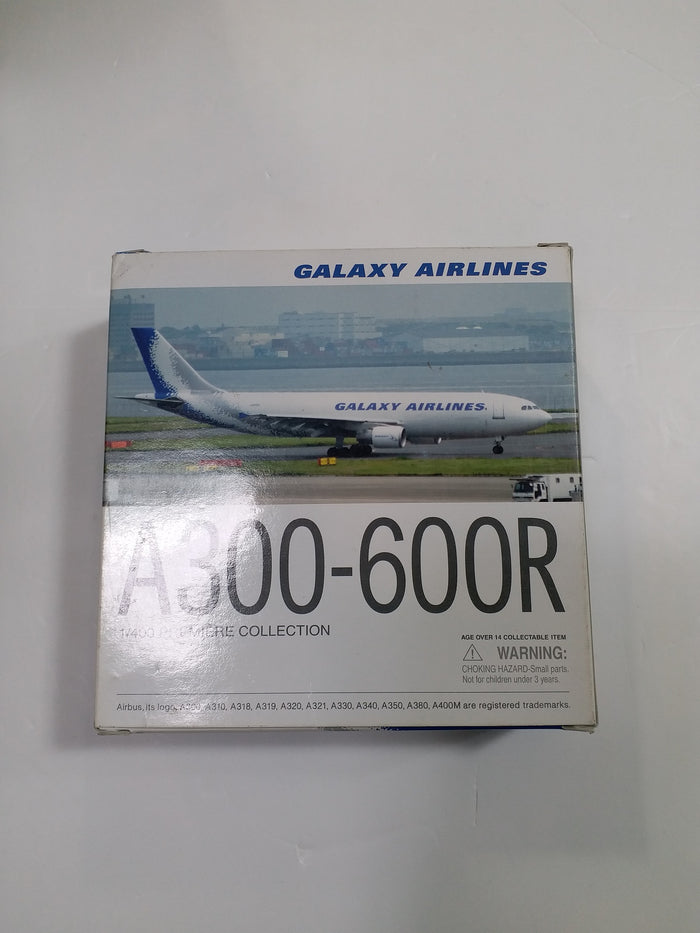 GALAXY AIRLINES
GALAXY AIRLINES
A300-600R
1/400 PREMIERE COLLECTION
AGE OVER 14 COLLECTABLE ITEM
WARNING:
CHOKING HAZARD-Small parts.
Not for children under 3 years.
Airbus, its logo, A300, A310, A318, A319, A320, A321, A330, A340, A350, A380, A400M are registered trademarks.